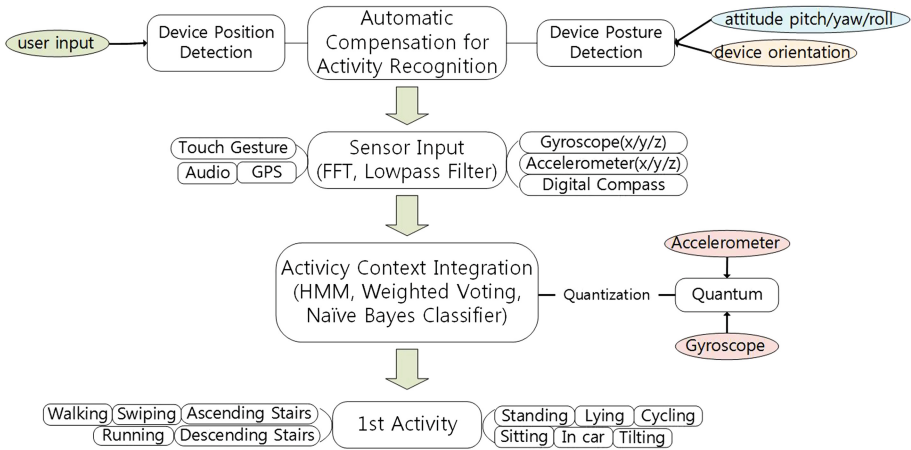 user input
Device Position
Detection
Automatic
Compensation for
Activity Recognition
Device Posture
Detection
attitude pitch/yaw/roll
device orientation
Touch Gesture
Audio
GPS
Sensor Input
(FFT, Lowpass Filter)
Gyroscope(x/y/z)
Accelerometer(x/y/z)
Digital Compass
Activicy Context Integration
(HMM, Weighted Voting,
Naïve Bayes Classifier)
Quantization
Accelerometer
Quantum
Gyroscope
Walking
Swiping
Ascending Stairs
Running
Descending Stairs
1st Activity
Standing
Lying
Cycling
Sitting
In car
Tilting